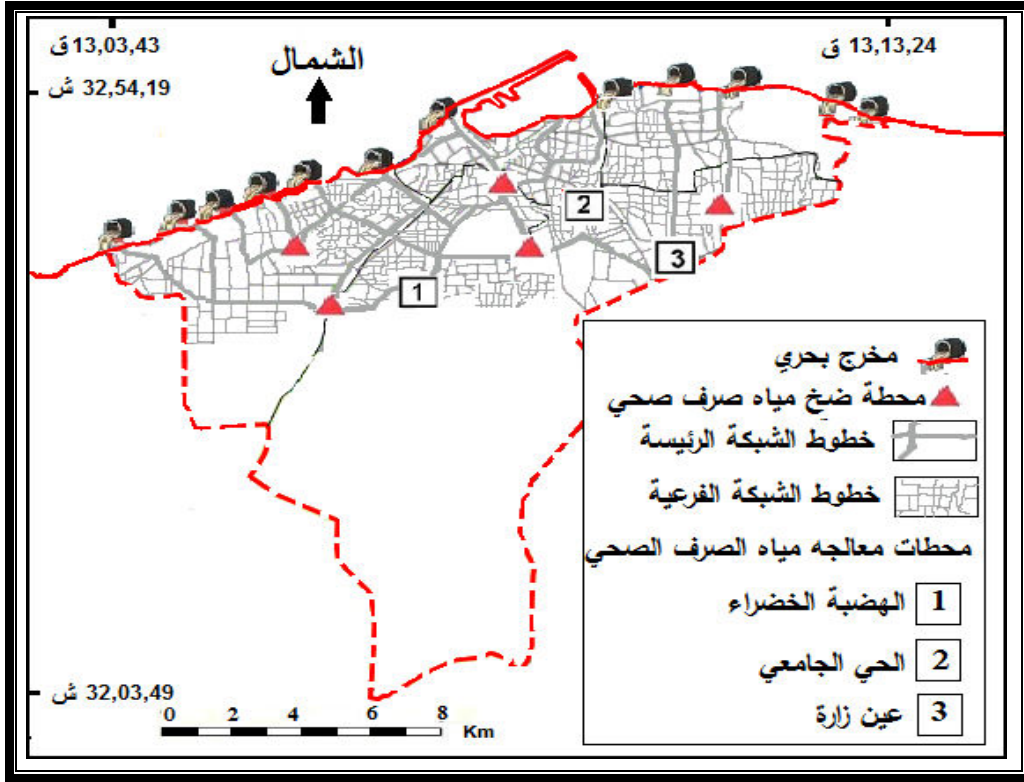 13,03,43 ق
13,13,24 ق
32,54,19 ش
الشمال
1
2
3
مخرج بحري
محطة ضخ مياه صرف صحي
خطوط الشبكة الرئيسة
خطوط الشبكة الفرعية
محطات معالجه مياه الصرف الصحي
1 الهضبة الخضراء
2 الحي الجامعي
3 عين زارة
32,03,49 ش
0 2 4 6 8
Km